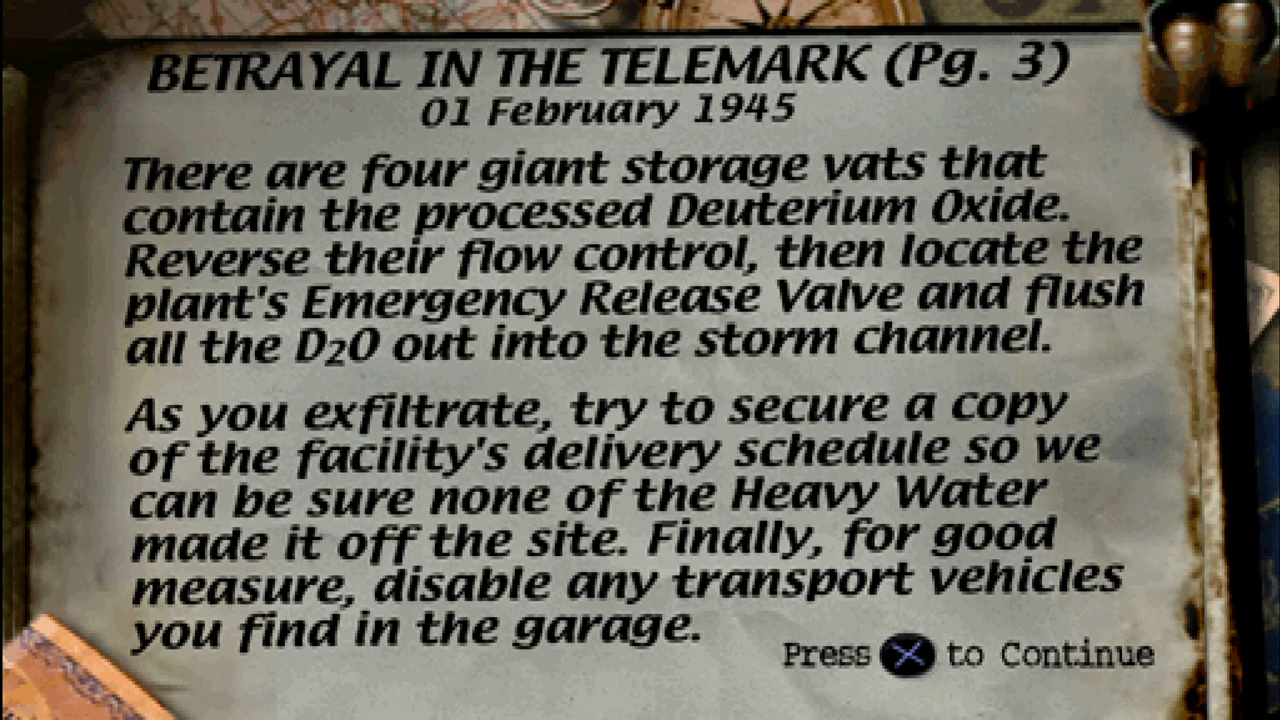 BETRAYAL IN THE TELEMARK (Pg. 3)
01 February 1945
There are four giant storage vats that
contain the processed Deuterium Oxide.
Reverse their flow control, then locate the
plant's Emergency Release Valve and flush
all the D₂O out into the storm channel.
As you exfiltrate, try to secure a copy
of the facility's delivery schedule so we
can be sure none of the Heavy Water
made it off the site. Finally, for good
measure, disable any transport vehicles
you find in the garage.
Press X to Continue